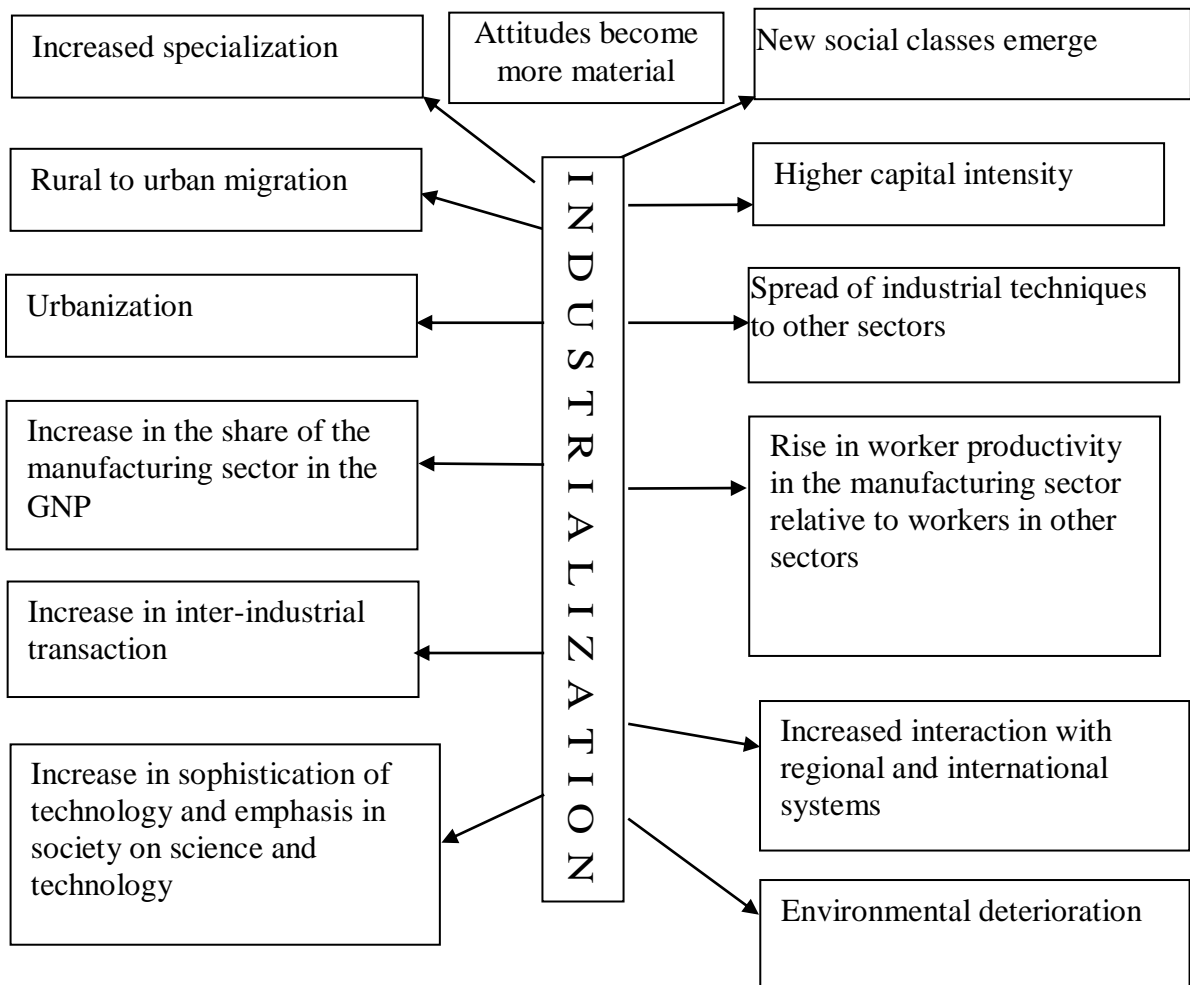 Increased specialization
Attitudes become
more material
New social classes emerge
Rural to urban migration
Higher capital intensity
Urbanization
Spread of industrial techniques
to other sectors
Increase in the share of the
manufacturing sector in the
GNP
Rise in worker productivity
in the manufacturing sector
relative to workers in other
sectors
Increase in inter-industrial
transaction
Increase in sophistication of
technology and emphasis in
society on science and
technology
Increased interaction with
regional and international
systems
Environmental deterioration
INDUSTRIALIZATION